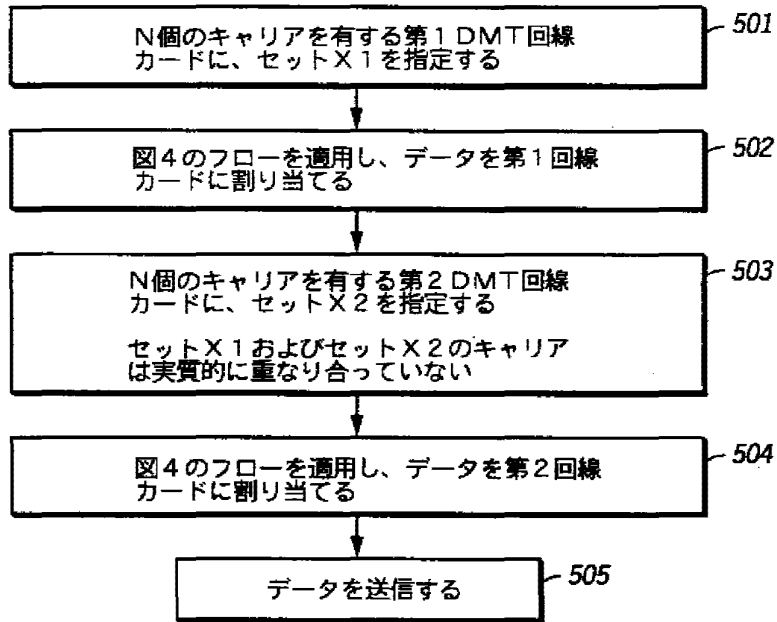 N個のキャリアを有する第1DMT回線
カードに、セットX1を指定する
501
図4のフローを適用し、データを第1回線
カードに割り当てる
502
N個のキャリアを有する第2DMT回線
カードに、セットX2を指定する
セットX1およびセットX2のキャリア
は実質的に重なり合っていない
503
図4のフローを適用し、データを第2回線
カードに割り当てる
504
データを送信する
505